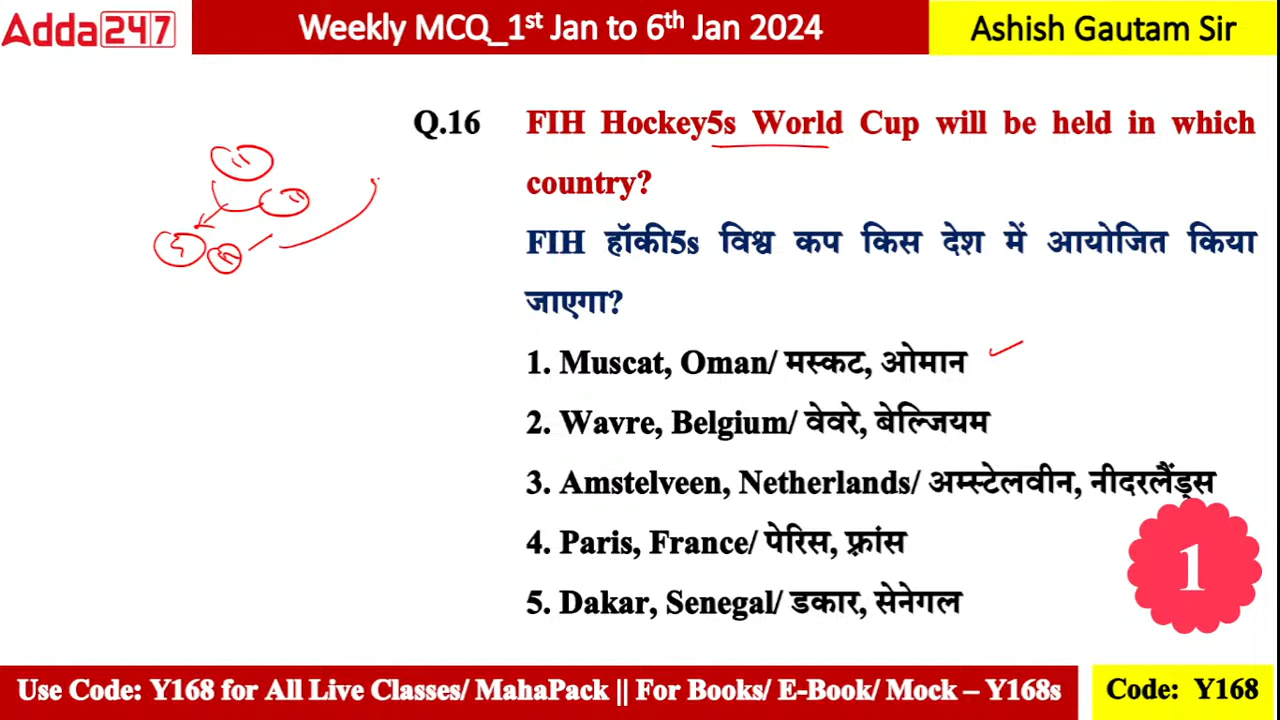 Adda247
Weekly MCQ_1st Jan to 6th Jan 2024
Ashish Gautam Sir
Q.16 FIH Hockey5s World Cup will be held in which
country?
FIH हॉकी5s विश्व कप किस देश में आयोजित किया
जाएगा?
1. Muscat, Oman/ मस्कट, ओमान
2. Wavre, Belgium/ वेवरे, बेल्जियम
3. Amstelveen, Netherlands/ अम्स्टेलवीन, नीदरलैंड्स
4. Paris, France/ पेरिस, फ़्रांस
5. Dakar, Senegal/ डकार, सेनेगल
1
Use Code: Y168 for All Live Classes/ MahaPack || For Books/ E-Book/ Mock – Y168s
Code: Y168